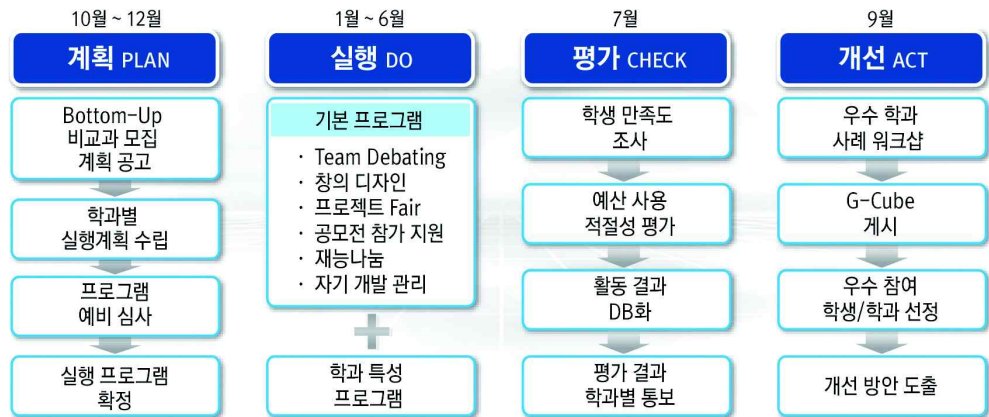 10월 ~ 12월
계획 PLAN
Bottom-Up
비교과 모집
계획 공고
학과별
실행계획 수립
프로그램
예비 심사
실행 프로그램
확정
1월 ~ 6월
실행 DO
기본 프로그램
· Team Debating
· 창의 디자인
· 프로젝트 Fair
· 공모전 참가 지원
· 재능나눔
· 자기 개발 관리
학과 특성
프로그램
7월
평가 CHECK
학생 만족도
조사
예산 사용
적절성 평가
활동 결과
DB화
평가 결과
학과별 통보
9월
개선 ACT
우수 학과
사례 워크샵
G-Cube
게시
우수 참여
학생/학과 선정
개선 방안 도출